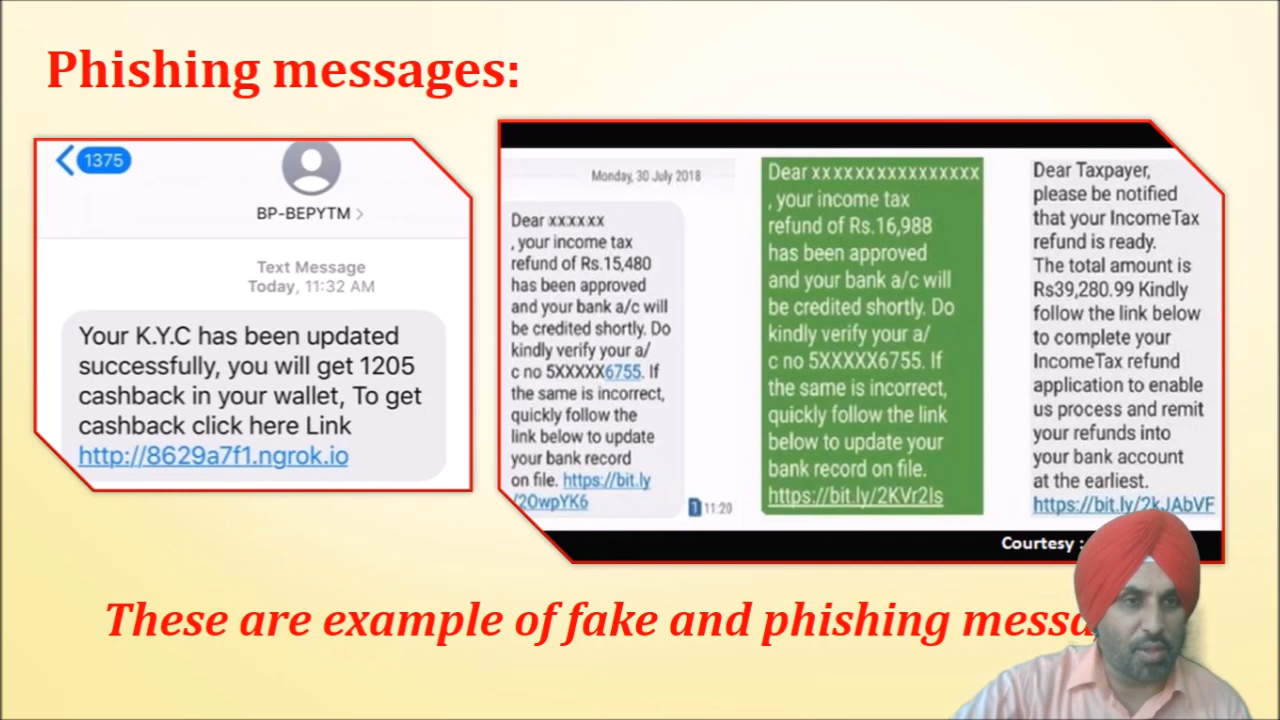 Phishing messages:
1375
BP-BEPYTM >
Text Message
Today, 11:32 AM
Your K.Y.C has been updated
successfully, you will get 1205
cashback in your wallet, To get
cashback click here Link
http://8629a7f1.ngrok.io
Monday, 30 July 2018
Dear xxxxxx
, your income tax
refund of Rs.15,480
has been approved
and your bank a/c will
be credited shortly. Do
kindly verify your a/
c no 5XXXXX6755. If
the same is incorrect,
quickly follow the
link below to update
your bank record
on file. https://bit.ly
/2OwpYK6
1 11:20
Dear xxxxxxxxxxxxxxxx
, your income tax
refund of Rs.16,988
has been approved
and your bank a/c will
be credited shortly. Do
kindly verify your a/
c no 5XXXXX6755. If
the same is incorrect,
quickly follow the link
below to update your
bank record on file.
https://bit.ly/2KVr2Is
Dear Taxpayer,
please be notified
that your IncomeTax
refund is ready.
The total amount is
Rs39,280.99 Kindly
follow the link below
to complete your
IncomeTax refund
application to enable
us process and remit
your refunds into
your bank account
at the earliest.
https://bit.ly/2kJAbVF
Courtesy :
These are example of fake and phishing